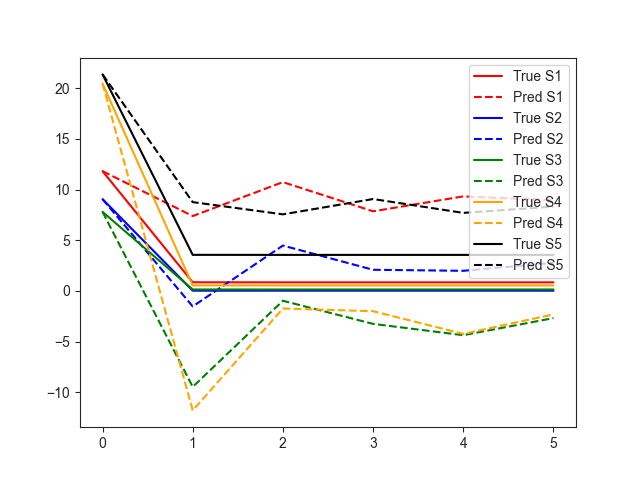 20
15
10
5
0
−5
−10
0 1 2 3 4 5
True S1
Pred S1
True S2
Pred S2
True S3
Pred S3
True S4
Pred S4
True S5
Pred S5